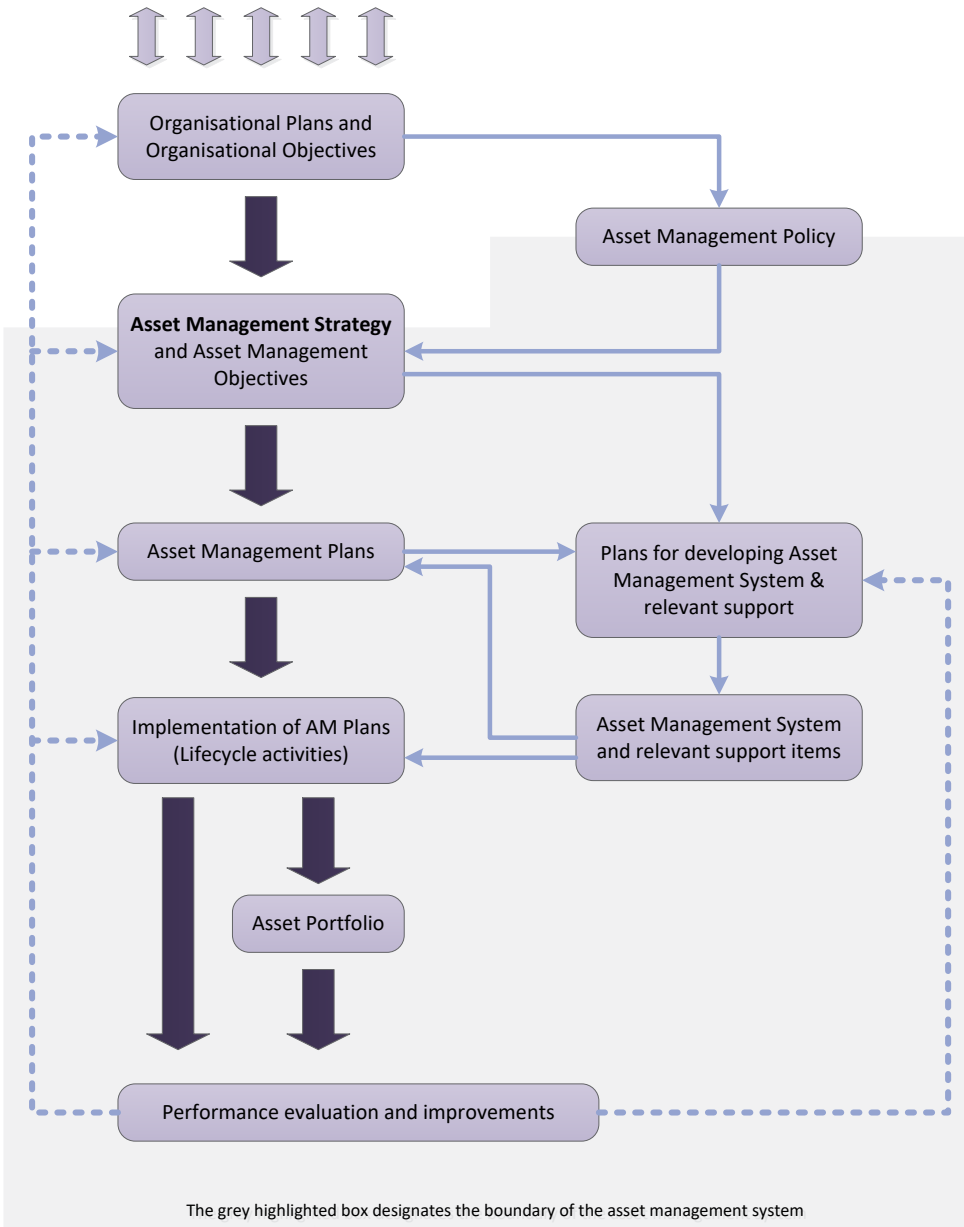 Organisational Plans and
Organisational Objectives
Asset Management Policy
Asset Management Strategy
and Asset Management
Objectives
Asset Management Plans
Plans for developing Asset
Management System &
relevant support
Implementation of AM Plans
(Lifecycle activities)
Asset Management System
and relevant support items
Asset Portfolio
Performance evaluation and improvements
The grey highlighted box designates the boundary of the asset management system